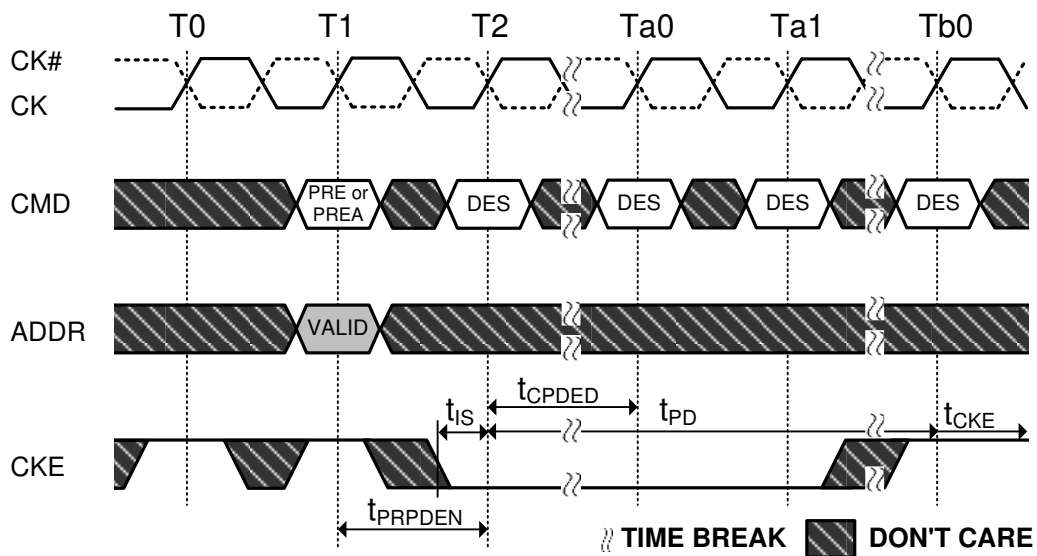 T0 T1 T2 Ta0 Ta1 Tb0
CK#
CK
CMD
PRE or
PREA
DES DES DES DES
ADDR
VALID
tCPDED
tIS tPD tCKE
CKE
tPRPDEN
TIME BREAK DON'T CARE